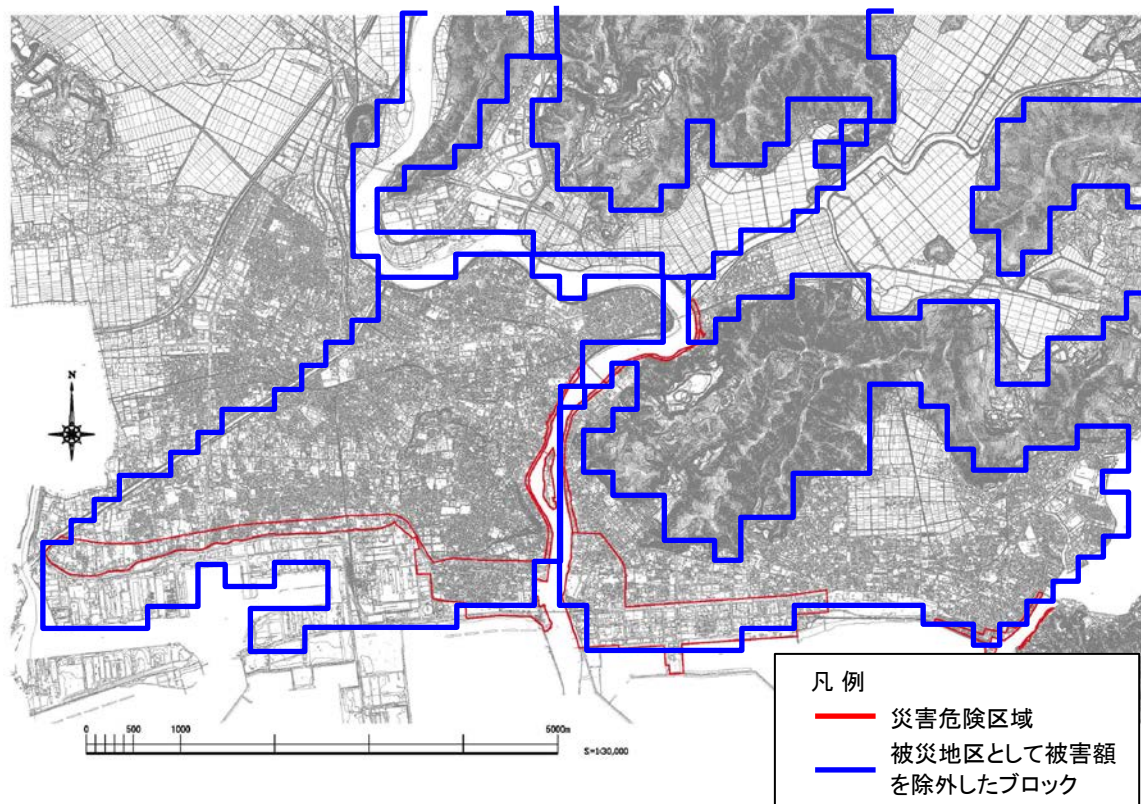 N
0 500 1000 5000m
S=1:30,000
凡 例
災害危険区域
被災地区として被害額
を除外したブロック